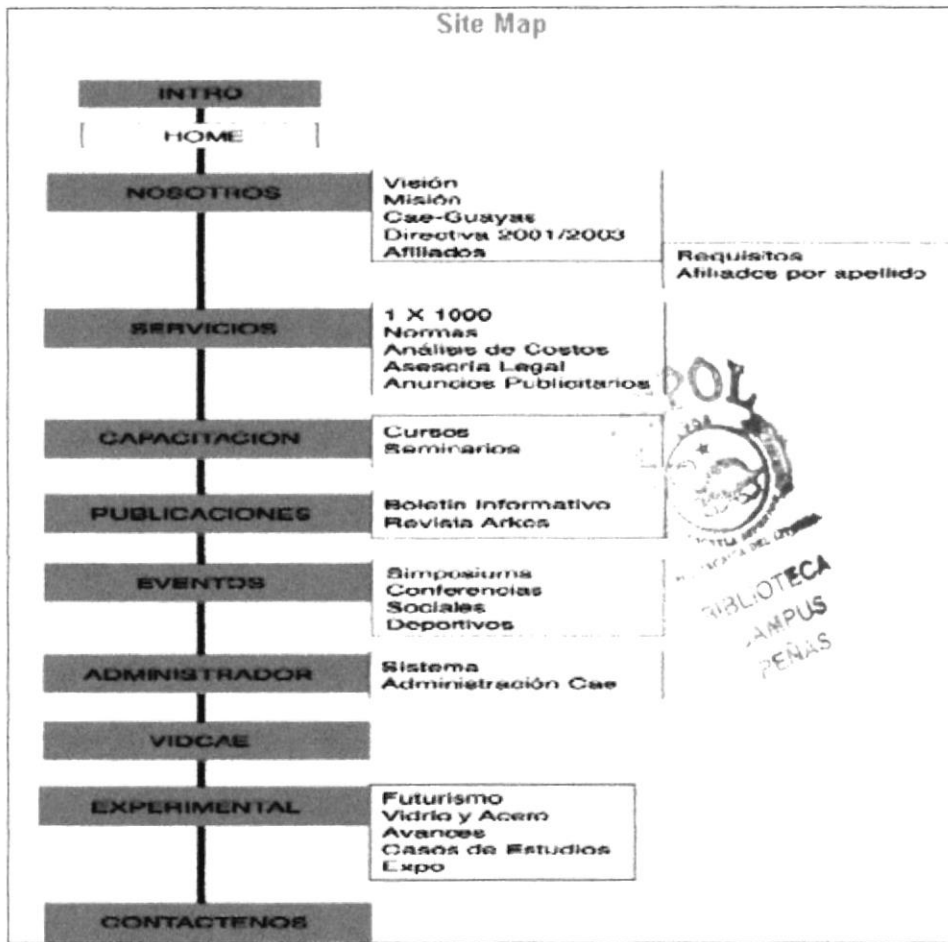 Site Map
INTRO
HOME
NOSOTROS
Visión
Misión
Cae-Guayas
Directiva 2001/2003
Afiliados
Requisitos
Afiliados por apellido
SERVICIOS
1 X 1000
Normas
Análisis de Costos
Asesoría Legal
Anuncios Publicitarios
CAPACITACION
Cursos
Seminarios
PUBLICACIONES
Boletín Informativo
Revista Arkos
EVENTOS
Simposiums
Conferencias
Sociales
Deportivos
ADMINISTRADOR
Sistema
Administración Cae
VIDCAE
EXPERIMENTAL
Futurismo
Vidrio y Acero
Avances
Casos de Estudios
Expo
CONTACTENOS
POL
BIBLIOTECA
CAMPUS
PEÑAS